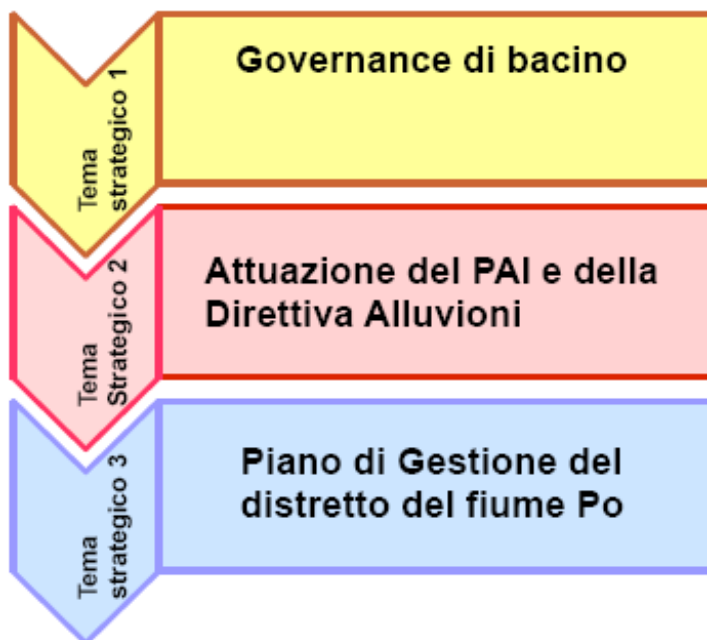 Tema
strategico 1
Governance di bacino
Tema
Strategico 2
Attuazione del PAI e della
Direttiva Alluvioni
Tema
strategico 3
Piano di Gestione del
distretto del fiume Po